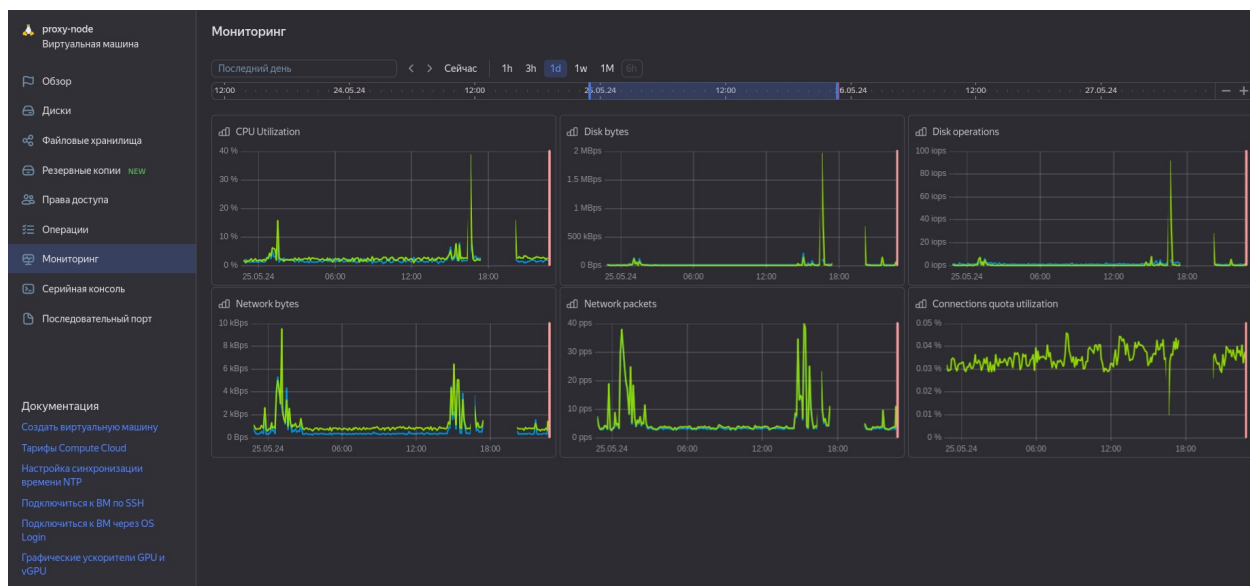 proxy-node
Виртуальная машина
Обзор
Диски
Файловые хранилища
Резервные копии NEW
Права доступа
Операции
Мониторинг
Серийная консоль
Последовательный порт
Документация
Создать виртуальную машину
Тарифы Compute Cloud
Настройка синхронизации
времени NTP
Подключиться к ВМ по SSH
Подключиться к ВМ через OS
Login
Графические ускорители GPU и
vGPU
Мониторинг
Последний день < > Сейчас 1h 3h 1d 1w 1M 6h
12:00 24.05.24 12:00 25.05.24 12:00 26.05.24 12:00 27.05.24 − +
CPU Utilization
40 %
30 %
20 %
10 %
0 %
25.05.24 06:00 12:00 18:00
Disk bytes
2 MBps
1.5 MBps
1 MBps
500 kBps
0 Bps
25.05.24 06:00 12:00 18:00
Disk operations
100 iops
80 iops
60 iops
40 iops
20 iops
0 iops
25.05.24 06:00 12:00 18:00
Network bytes
10 kBps
8 kBps
6 kBps
4 kBps
2 kBps
0 Bps
25.05.24 06:00 12:00 18:00
Network packets
40 pps
30 pps
20 pps
10 pps
0 pps
25.05.24 06:00 12:00 18:00
Connections quota utilization
0.05 %
0.04 %
0.03 %
0.02 %
0.01 %
0 %
25.05.24 06:00 12:00 18:00